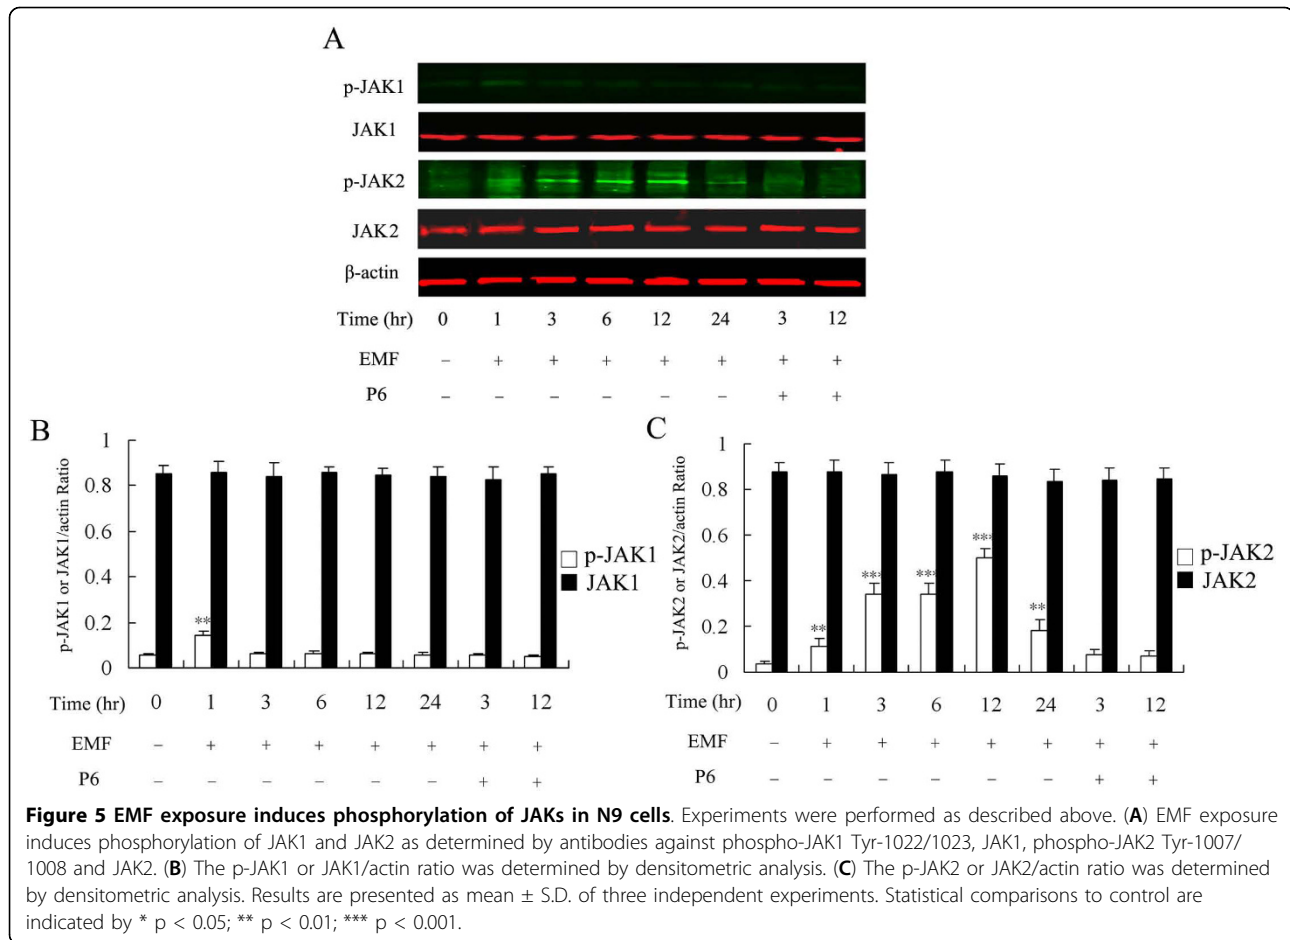 A
p-JAK1
JAK1
p-JAK2
JAK2
β-actin
Time (hr) 0 1 3 6 12 24 3 12
EMF – + + + + + + +
P6 – – – – – – + +
B
p-JAK1 or JAK1/actin Ratio
1
0.8
0.6
0.4
0.2
0
**
p-JAK1
JAK1
Time (hr) 0 1 3 6 12 24 3 12
EMF – + + + + + + +
P6 – – – – – – + +
C
p-JAK2 or JAK2/actin Ratio
1
0.8
0.6
0.4
0.2
0
**
***
***
***
**
p-JAK2
JAK2
Time (hr) 0 1 3 6 12 24 3 12
EMF – + + + + + + +
P6 – – – – – – + +
Figure 5 EMF exposure induces phosphorylation of JAKs in N9 cells. Experiments were performed as described above. (A) EMF exposure
induces phosphorylation of JAK1 and JAK2 as determined by antibodies against phospho-JAK1 Tyr-1022/1023, JAK1, phospho-JAK2 Tyr-1007/
1008 and JAK2. (B) The p-JAK1 or JAK1/actin ratio was determined by densitometric analysis. (C) The p-JAK2 or JAK2/actin ratio was determined
by densitometric analysis. Results are presented as mean ± S.D. of three independent experiments. Statistical comparisons to control are
indicated by * p < 0.05; ** p < 0.01; *** p < 0.001.